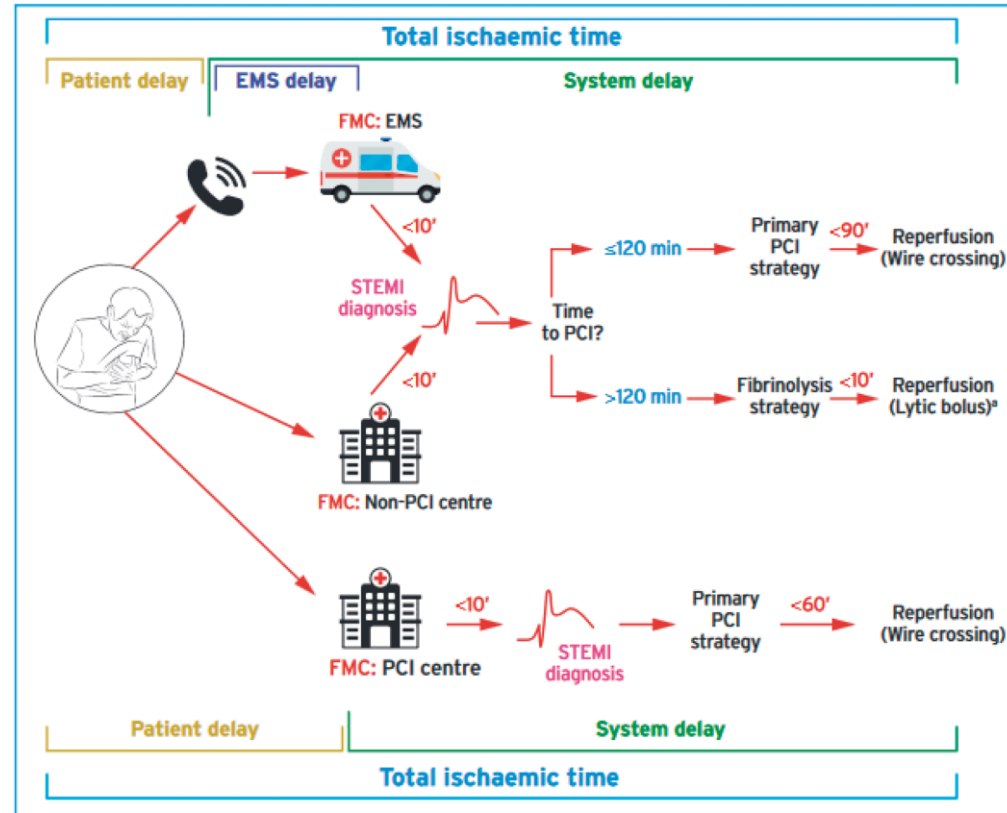 Total ischaemic time
Patient delay
EMS delay
System delay
FMC: EMS
<10'
STEMI
diagnosis
<10'
FMC: Non-PCI centre
Time
to PCI?
≤120 min
Primary
PCI
strategy
<90'
Reperfusion
(Wire crossing)
>120 min
Fibrinolysis
strategy
<10'
Reperfusion
(Lytic bolus)ª
FMC: PCI centre
<10'
STEMI
diagnosis
Primary
PCI
strategy
<60'
Reperfusion
(Wire crossing)
Patient delay
System delay
Total ischaemic time